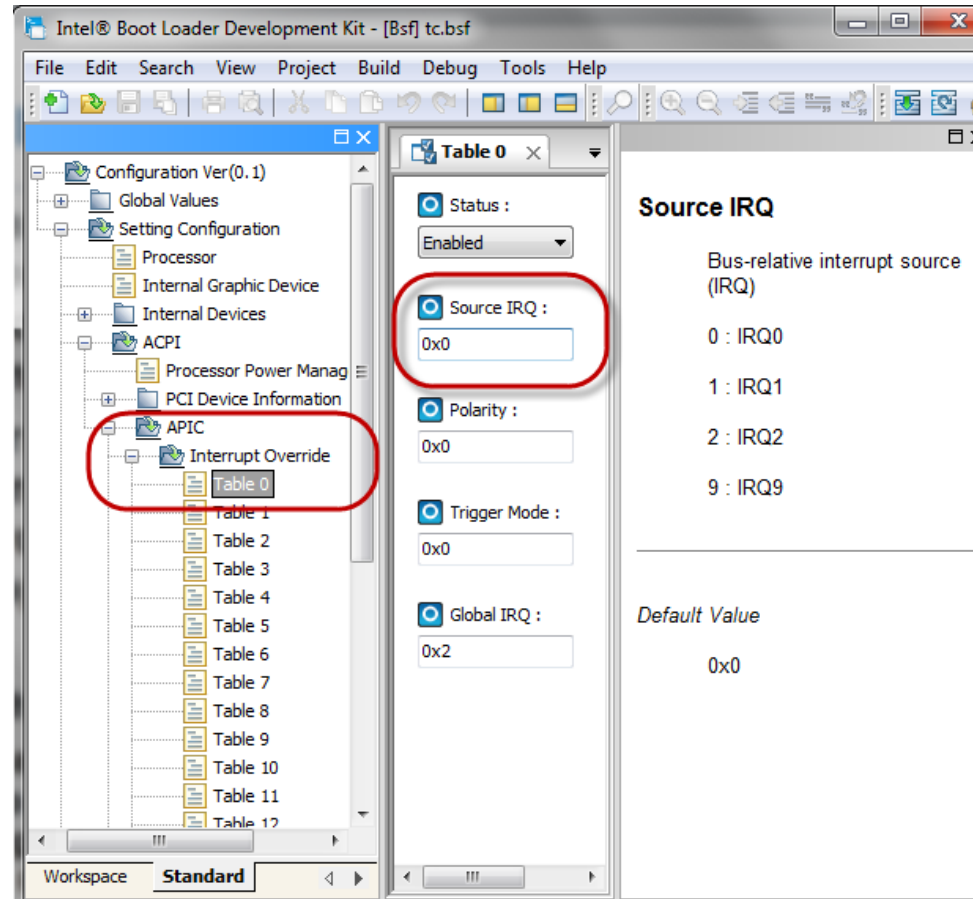 Intel® Boot Loader Development Kit - [Bsf] tc.bsf
File Edit Search View Project Build Debug Tools Help
Configuration Ver(0.1)
Global Values
Setting Configuration
Processor
Internal Graphic Device
Internal Devices
ACPI
Processor Power Manag
PCI Device Information
APIC
Interrupt Override
Table 0
Table 1
Table 2
Table 3
Table 4
Table 5
Table 6
Table 7
Table 8
Table 9
Table 10
Table 11
Table 12
Workspace Standard
Table 0
Status :
Enabled
Source IRQ :
0x0
Polarity :
0x0
Trigger Mode :
0x0
Global IRQ :
0x2
Source IRQ
Bus-relative interrupt source
(IRQ)
0 : IRQ0
1 : IRQ1
2 : IRQ2
9 : IRQ9
Default Value
0x0